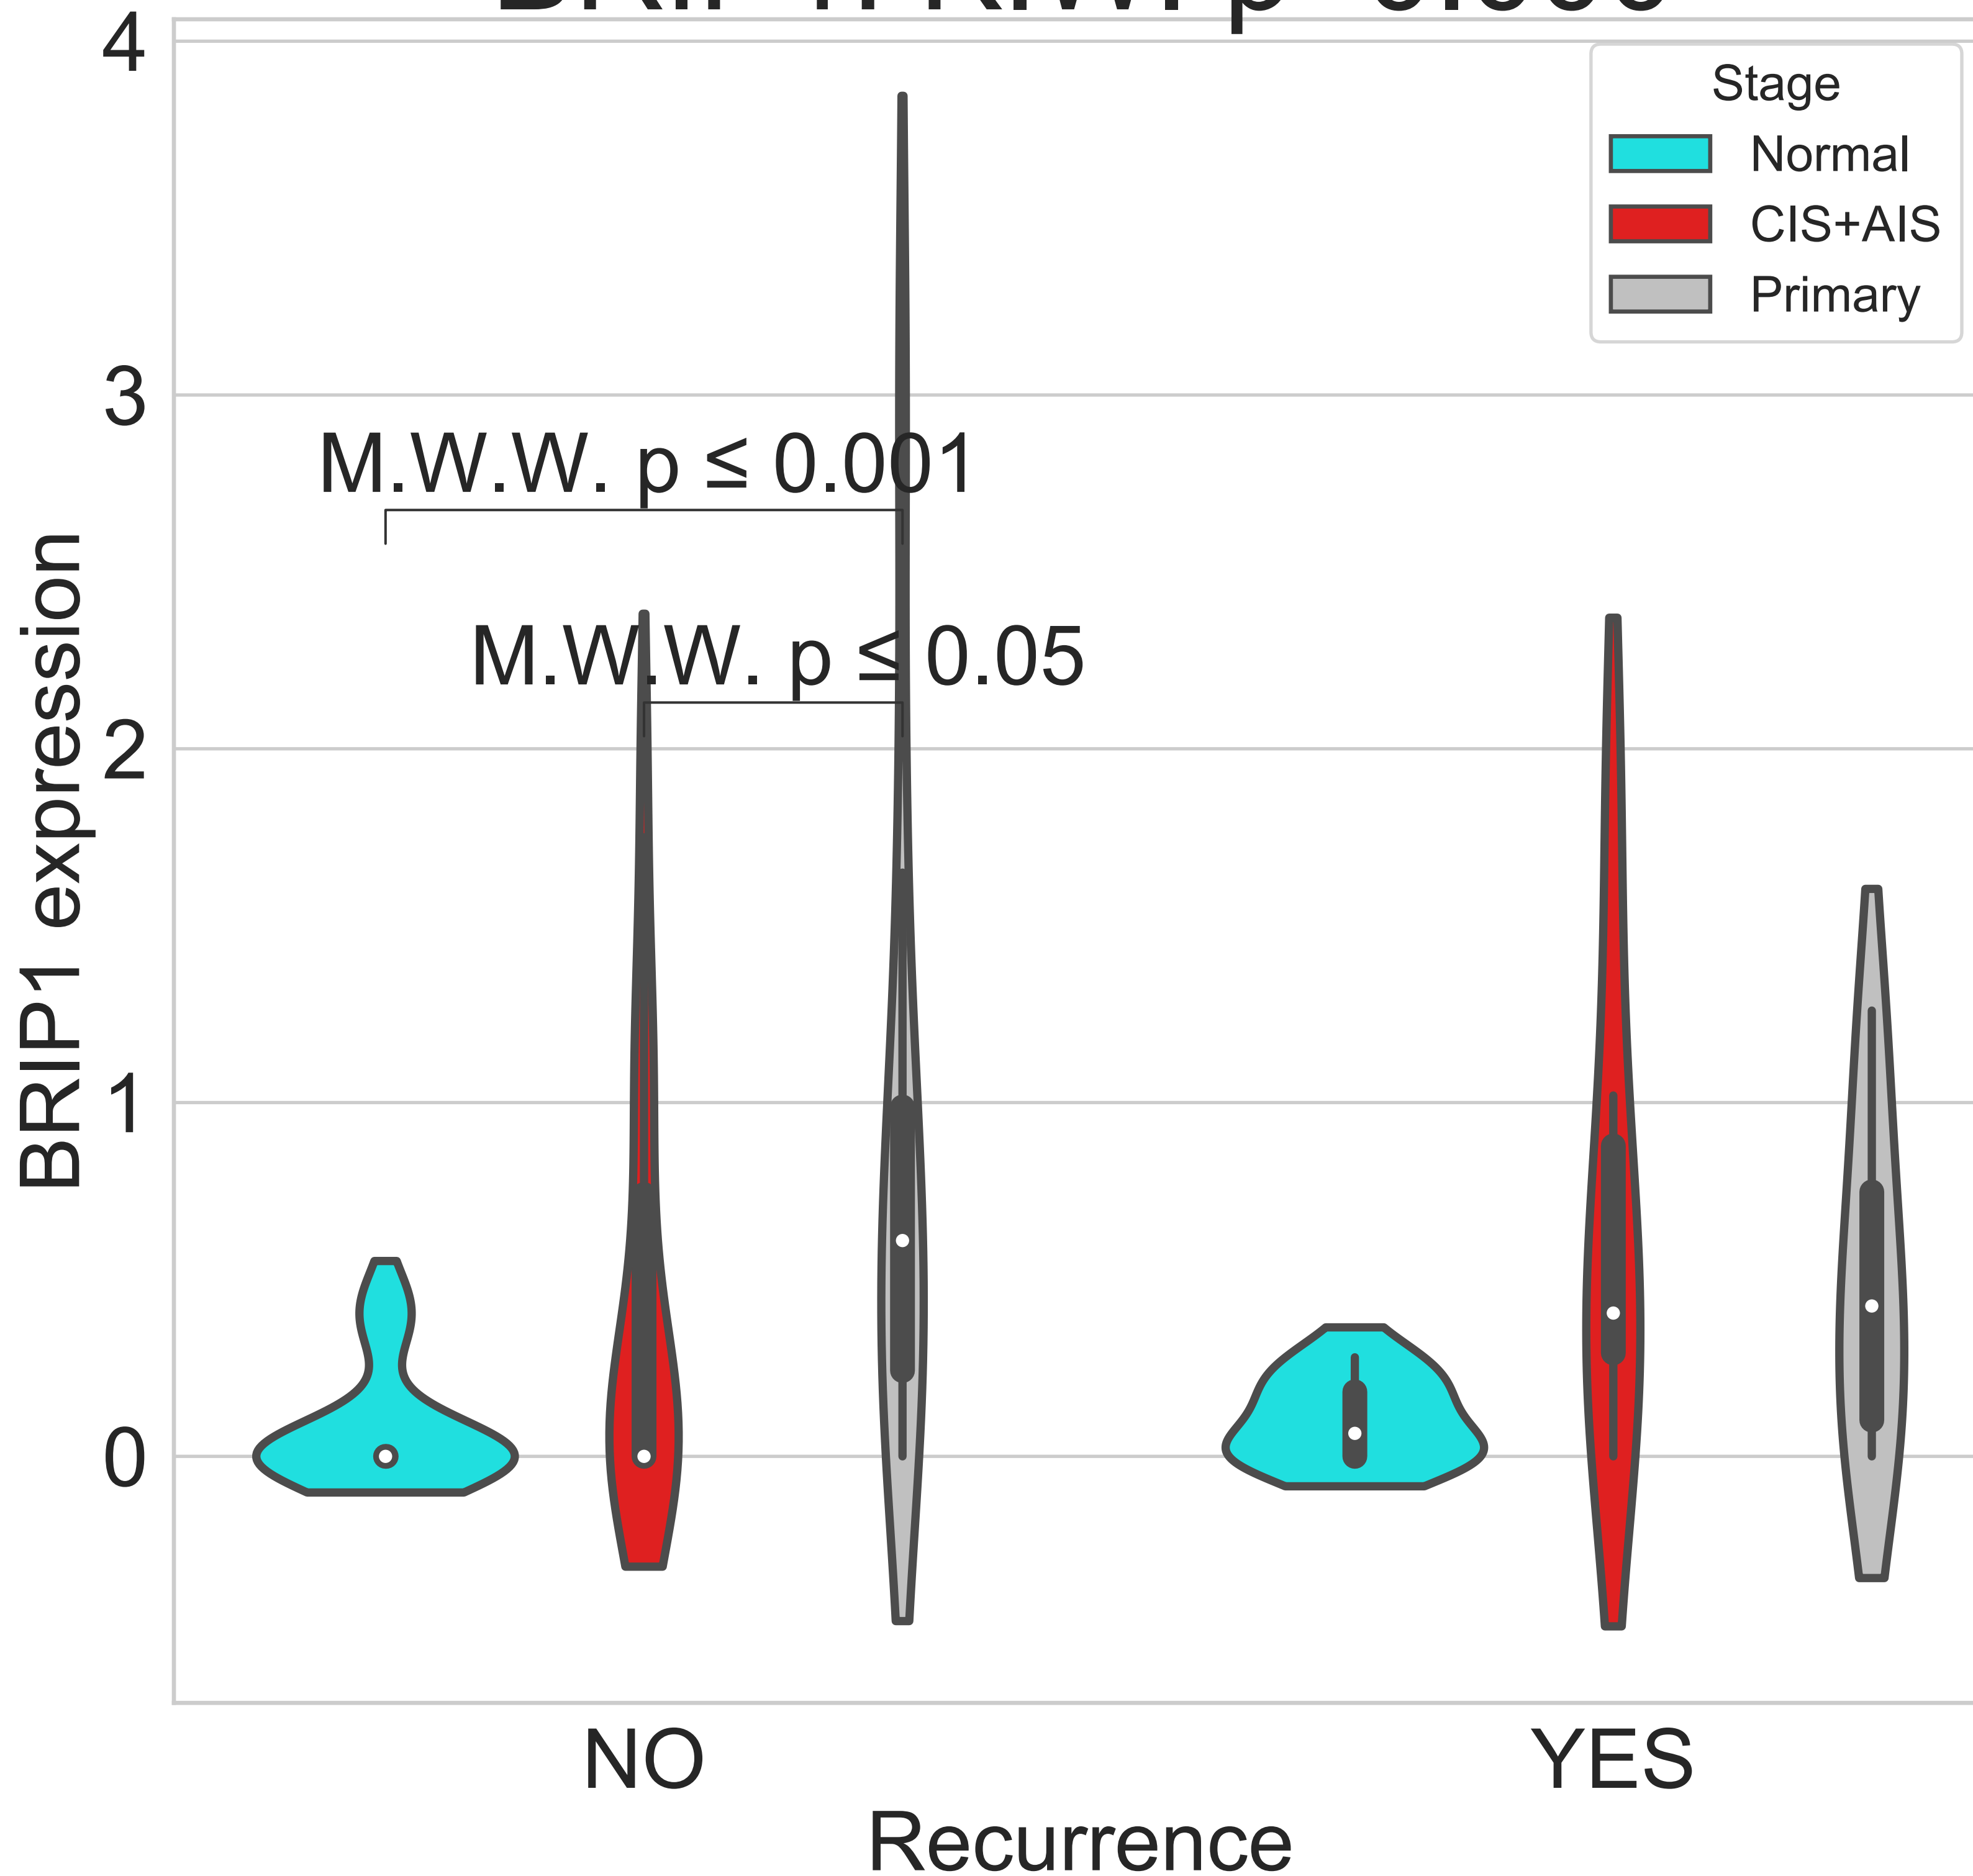 4
Stage
Normal
CIS+AIS
Primary
3
M.W.W. p ≤ 0.001
M.W.W. p ≤ 0.05
BRIP1 expression
2
1
0
NO
YES
Recurrence